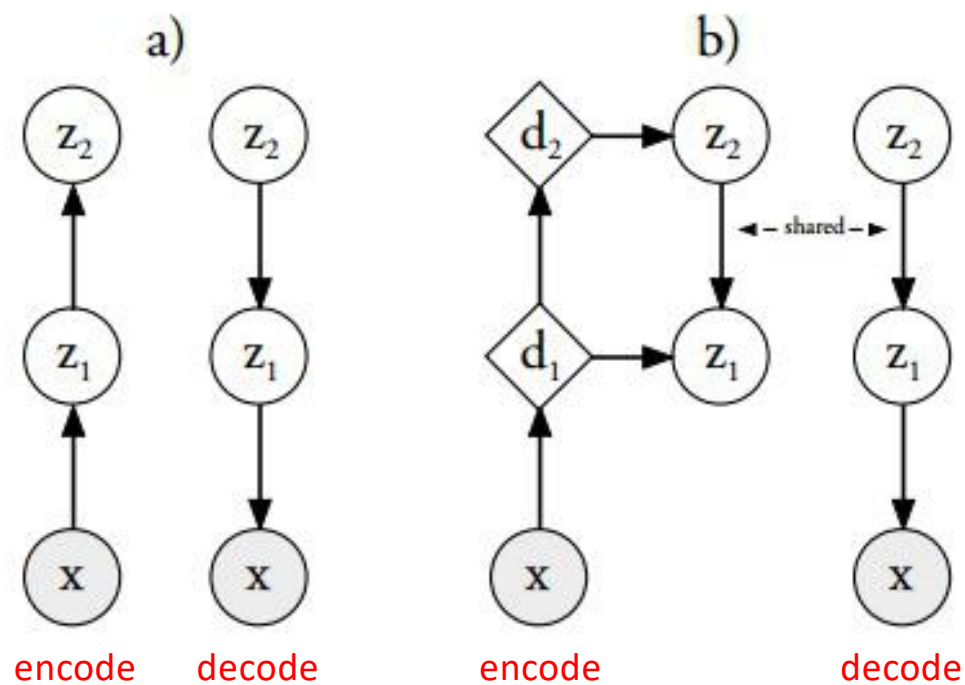 a) b)
z₂ z₂ d₂ z₂ z₂
shared
z₁ z₁ d₁ z₁ z₁
x x x x
encode decode encode decode